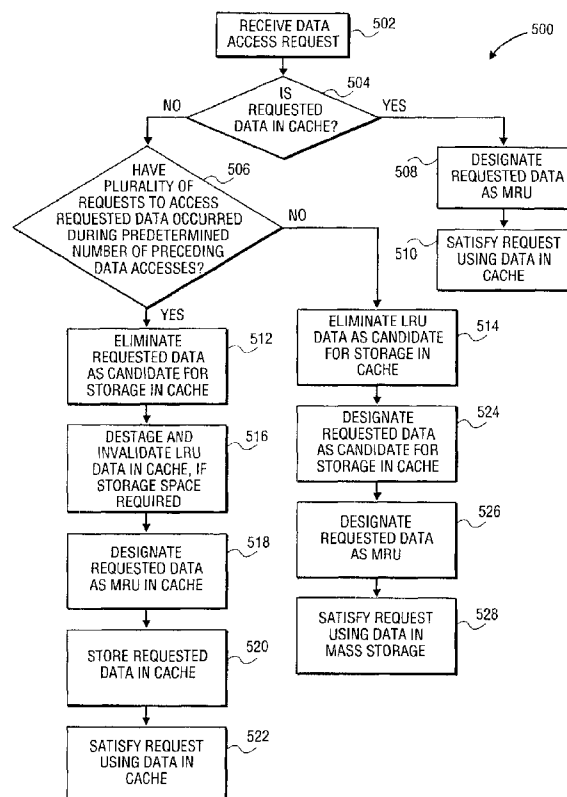 RECEIVE DATA
ACCESS REQUEST
502
500
504
IS
REQUESTED
DATA IN CACHE?
NO
YES
506
HAVE
PLURALITY OF
REQUESTS TO ACCESS
REQUESTED DATA OCCURRED
DURING PREDETERMINED
NUMBER OF PRECEDING
DATA ACCESSES?
NO
YES
508
DESIGNATE
REQUESTED DATA
AS MRU
510
SATISFY REQUEST
USING DATA IN
CACHE
ELIMINATE
REQUESTED DATA
AS CANDIDATE FOR
STORAGE IN CACHE
512
ELIMINATE LRU
DATA AS CANDIDATE
FOR STORAGE IN
CACHE
514
DESTAGE AND
INVALIDATE LRU
DATA IN CACHE, IF
STORAGE SPACE
REQUIRED
516
DESIGNATE
REQUESTED DATA
AS CANDIDATE FOR
STORAGE IN CACHE
524
DESIGNATE
REQUESTED DATA
AS MRU IN CACHE
518
DESIGNATE
REQUESTED DATA
AS MRU
526
STORE REQUESTED
DATA IN CACHE
520
SATISFY REQUEST
USING DATA IN
MASS STORAGE
528
SATISFY REQUEST
USING DATA IN
CACHE
522